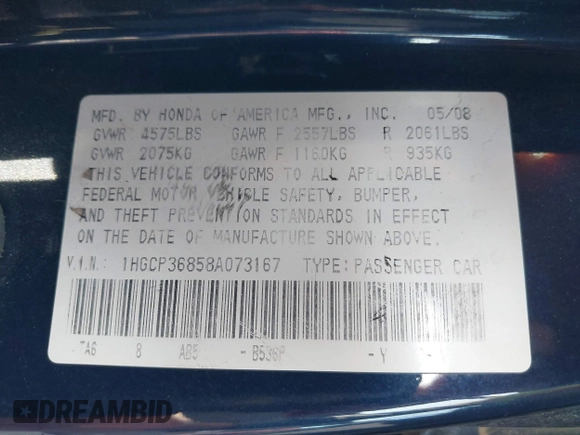 MFD. BY HONDA OF AMERICA MFG., INC. 05/08
GVWR 4575LBS GAWR F 2557LBS R 2061LBS
GVWR 2075KG GAWR F 1160KG R 935KG
THIS VEHICLE CONFORMS TO ALL APPLICABLE
FEDERAL MOTOR VEHICLE SAFETY, BUMPER,
AND THEFT PREVENTION STANDARDS IN EFFECT
ON THE DATE OF MANUFACTURE SHOWN ABOVE.
V.I.N.: 1HGCP36858A073167 TYPE: PASSENGER CAR
TA6 8 AB5 - B536P - Y -
DREAMBID